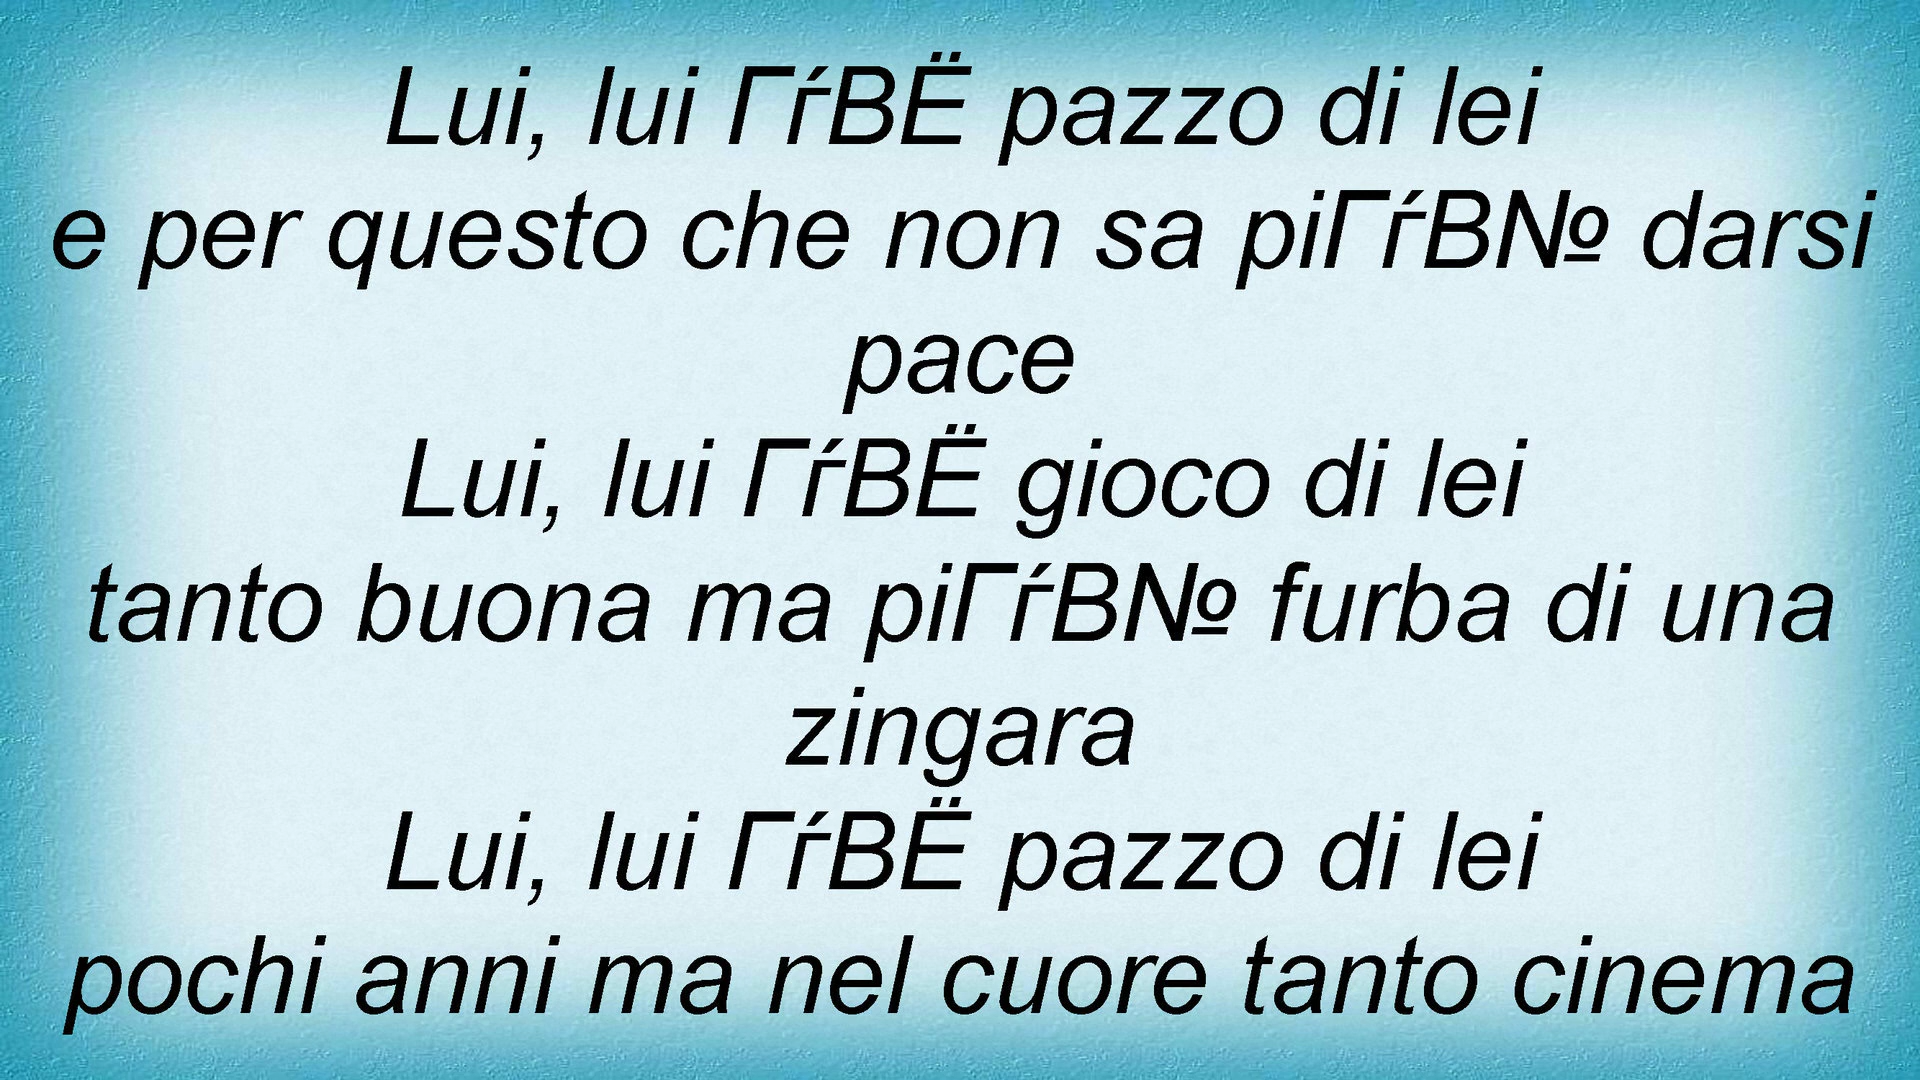 Lui, lui ГѓВЁ pazzo di lei
e per questo che non sa piГѓВ№ darsi
pace
Lui, lui ГѓВЁ gioco di lei
tanto buona ma piГѓВ№ furba di una
zingara
Lui, lui ГѓВЁ pazzo di lei
pochi anni ma nel cuore tanto cinema